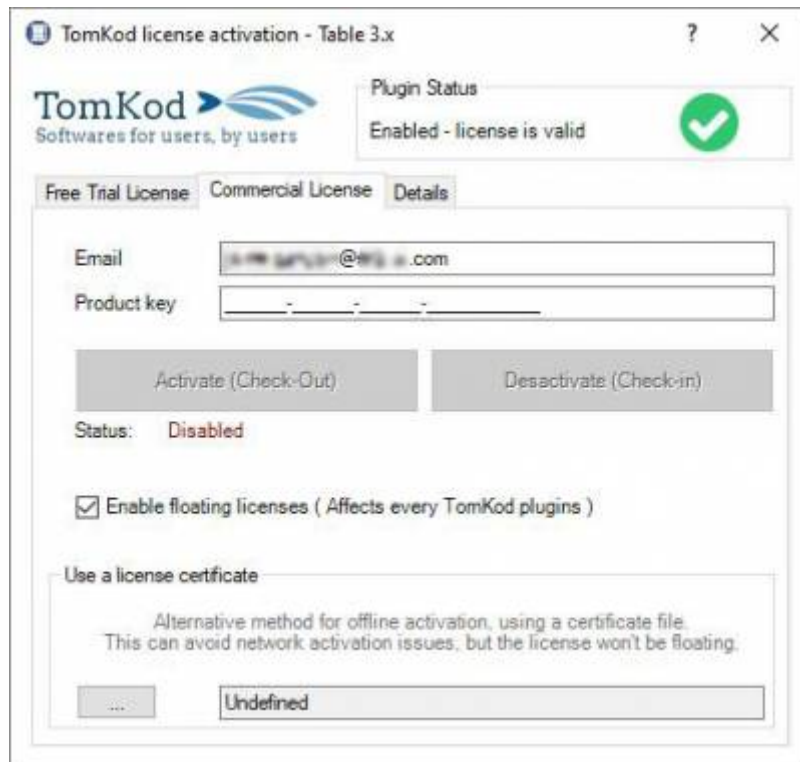 TomKod license activation - Table 3.x
?
TomKod
Softwares for users, by users
Plugin Status
Enabled - license is valid
Free Trial License
Commercial License
Details
Email
@
.com
Product key
Activate (Check-Out)
Desactivate (Check-in)
Status: Disabled
Enable floating licenses ( Affects every TomKod plugins )
Use a license certificate
Alternative method for offline activation, using a certificate file.
This can avoid network activation issues, but the license won't be floating.
...
Undefined